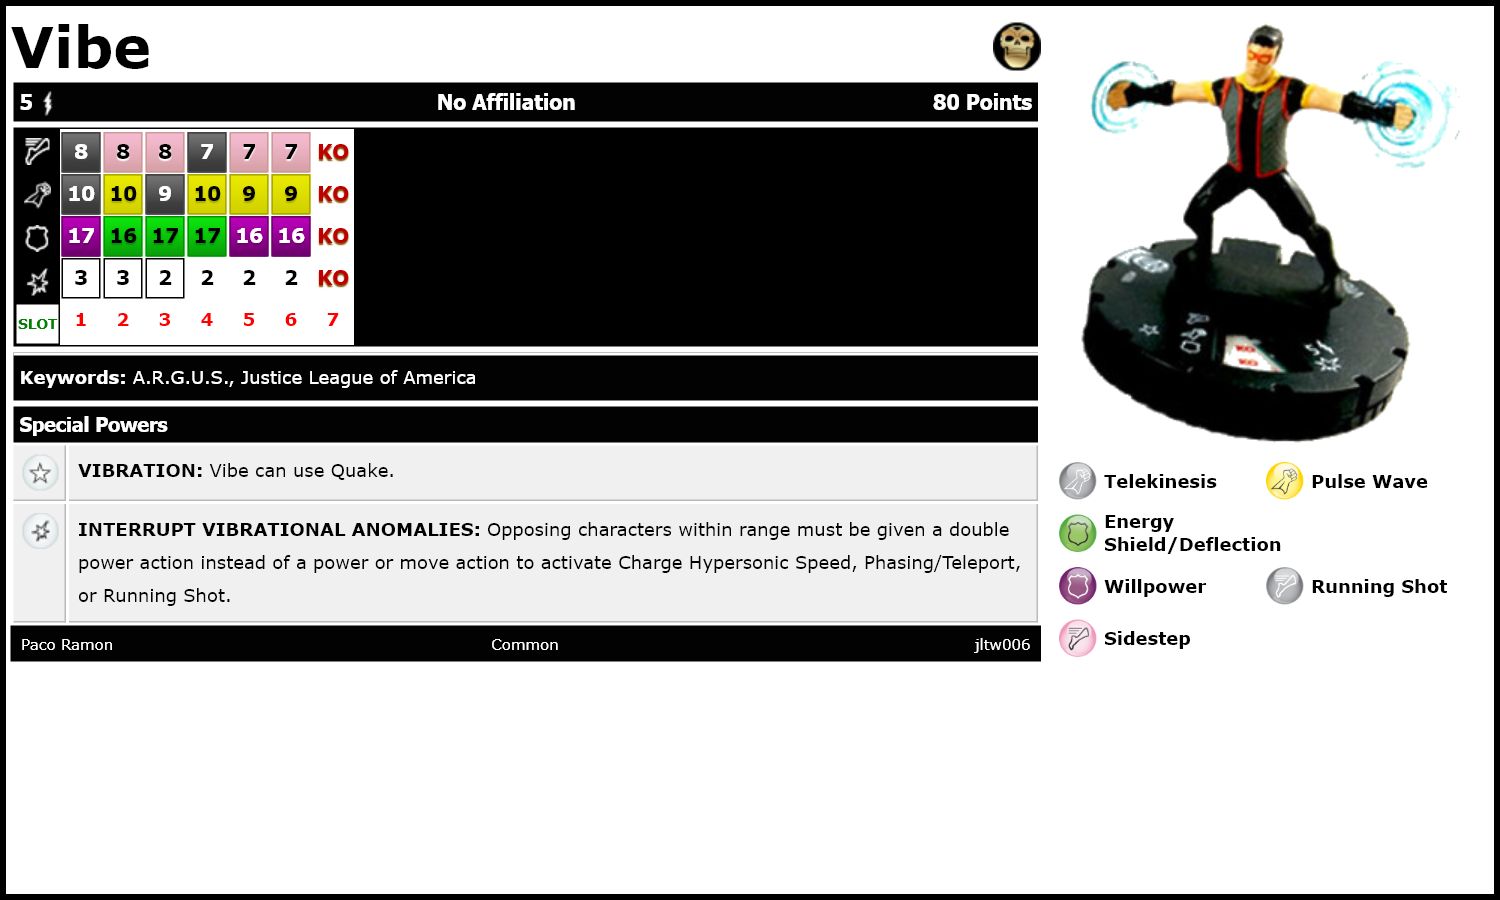 Vibe
5 No Affiliation 80 Points
8 8 8 7 7 7 KO
10 10 9 10 9 9 KO
17 16 17 17 16 16 KO
3 3 2 2 2 2 KO
SLOT 1 2 3 4 5 6 7
Keywords: A.R.G.U.S., Justice League of America
Special Powers
VIBRATION: Vibe can use Quake.
INTERRUPT VIBRATIONAL ANOMALIES: Opposing characters within range must be given a double
power action instead of a power or move action to activate Charge Hypersonic Speed, Phasing/Teleport,
or Running Shot.
Paco Ramon Common jltw006
KO
KO
Telekinesis Pulse Wave
Energy
Shield/Deflection
Willpower Running Shot
Sidestep